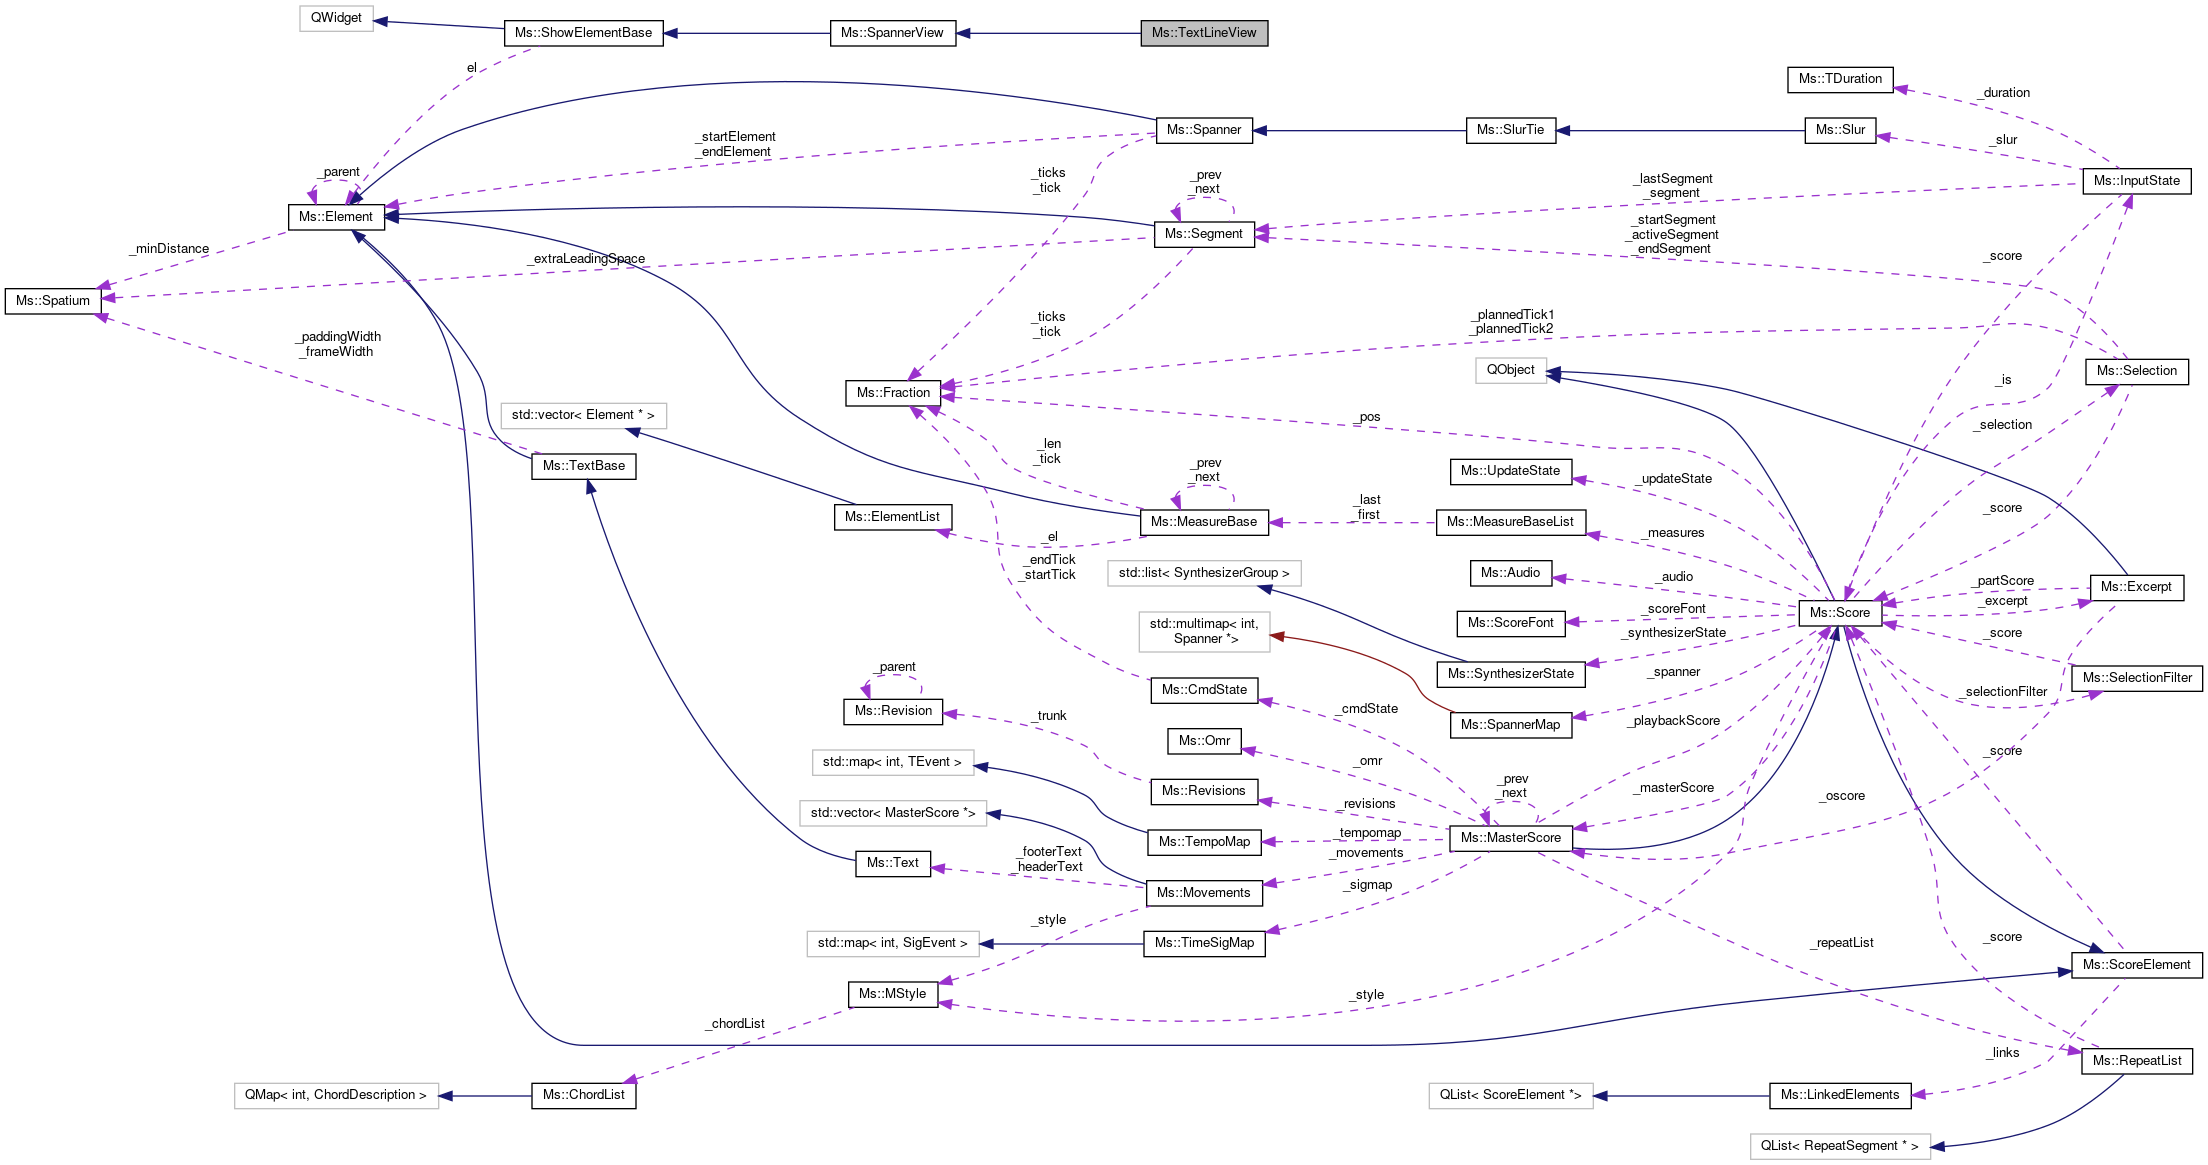 QWidget
Ms::ShowElementBase
Ms::SpannerView
Ms::TextLineView
el
Ms::TDuration
_duration
Ms::Spanner
Ms::SlurTie
Ms::Slur
_slur
_startElement
_endElement
_parent
_ticks
_tick
_prev
_next
_lastSegment
_segment
Ms::InputState
Ms::Element
Ms::Segment
_startSegment
_activeSegment
_endSegment
_minDistance
_extraLeadingSpace
_score
Ms::Spatium
_paddingWidth
_frameWidth
_ticks
_tick
_plannedTick1
_plannedTick2
QObject
Ms::Selection
_is
Ms::Fraction
std::vector< Element * >
_pos
_selection
_len
_tick
Ms::TextBase
_prev
_next
Ms::UpdateState
_updateState
Ms::ElementList
_el
Ms::MeasureBase
_last
_first
Ms::MeasureBaseList
_measures
_score
_endTick
_startTick
std::list< SynthesizerGroup >
Ms::Audio
_audio
_partScore
Ms::Excerpt
_excerpt
Ms::Score
std::multimap< int,
Spanner *>
Ms::ScoreFont
_scoreFont
_synthesizerState
_score
Ms::SynthesizerState
_spanner
Ms::SelectionFilter
_selectionFilter
_parent
Ms::Revision
Ms::CmdState
_cmdState
_trunk
Ms::SpannerMap
_playbackScore
Ms::Omr
_omr
_score
std::map< int, TEvent >
Ms::Revisions
_revisions
_prev
_next
_masterScore
_oscore
std::vector< MasterScore *>
Ms::TempoMap
_tempomap
Ms::MasterScore
Ms::Text
_footerText
_headerText
_movements
Ms::Movements
_sigmap
_style
std::map< int, SigEvent >
Ms::TimeSigMap
_repeatList
_score
Ms::ScoreElement
Ms::MStyle
_style
_chordList
_links
Ms::RepeatList
QMap< int, ChordDescription >
Ms::ChordList
QList< ScoreElement *>
Ms::LinkedElements
QList< RepeatSegment * >